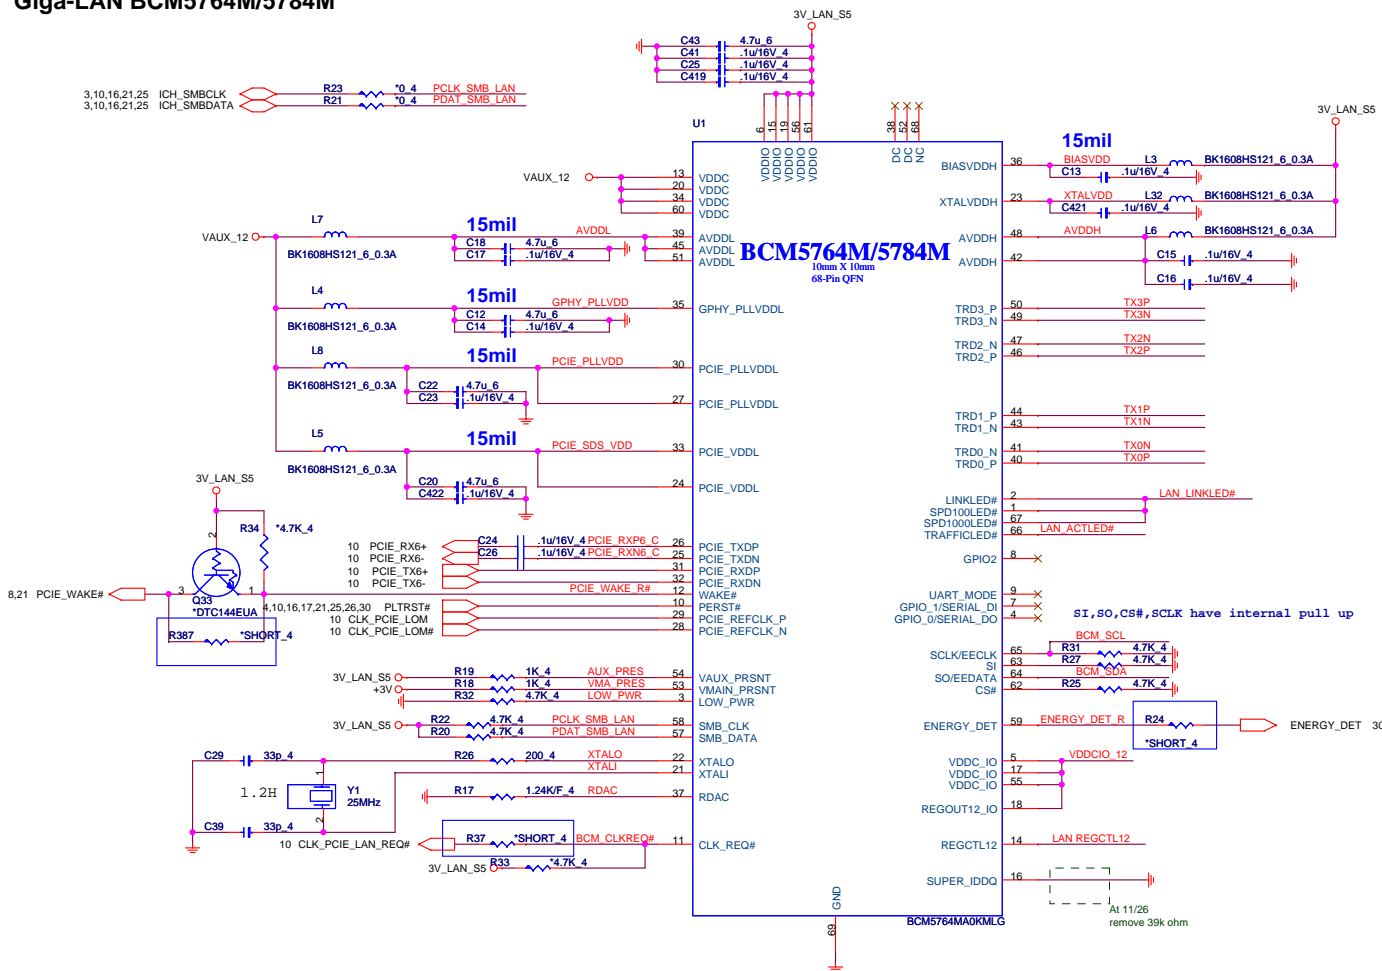 Giga-LAN BCM5764M/5784M
3V_LAN_S5
C43 4.7u_6
C41 .1u/16V_4
C25 .1u/16V_4
C419 .1u/16V_4
3,10,16,21,25 ICH_SMBCLK R23 *0_4 PCLK_SMB_LAN
3,10,16,21,25 ICH_SMBDATA R21 *0_4 PDAT_SMB_LAN
U1
6 15 19 56 61
VDDIO VDDIO VDDIO VDDIO VDDIO
38 52 68
DC DC NC
3V_LAN_S5
15mil
BIASVDDH 36 BIASVDD L3 BK1608HS121_6_0.3A
C13 .1u/16V_4
XTALVDDH 23 XTALVDD L32 BK1608HS121_6_0.3A
C421 .1u/16V_4
AVDDH 48 AVDDH L6 BK1608HS121_6_0.3A
AVDDH 42 C15 .1u/16V_4
C16 .1u/16V_4
VAUX_12 13 VDDC
20 VDDC
34 VDDC
60 VDDC
VAUX_12 L7 BK1608HS121_6_0.3A 15mil AVDDL 39 AVDDL
C18 4.7u_6 45 AVDDL
C17 .1u/16V_4 51 AVDDL
BCM5764M/5784M
10mm X 10mm
68-Pin QFN
L4 BK1608HS121_6_0.3A 15mil GPHY_PLLVDD 35 GPHY_PLLVDDL
C12 4.7u_6
C14 .1u/16V_4
L8 BK1608HS121_6_0.3A 15mil PCIE_PLLVDD 30 PCIE_PLLVDDL
C22 4.7u_6
C23 .1u/16V_4 27 PCIE_PLLVDDL
L5 BK1608HS121_6_0.3A 15mil PCIE_SDS_VDD 33 PCIE_VDDL
C20 4.7u_6
C422 .1u/16V_4 24 PCIE_VDDL
TRD3_P 50 TX3P
TRD3_N 49 TX3N
TRD2_N 47 TX2N
TRD2_P 46 TX2P
TRD1_P 44 TX1P
TRD1_N 43 TX1N
TRD0_N 41 TX0N
TRD0_P 40 TX0P
LINKLED# 2 LAN_LINKLED#
SPD100LED# 1
SPD1000LED# 67
TRAFFICLED# 66 LAN_ACTLED#
GPIO2 8
UART_MODE 9
GPIO_1/SERIAL_DI 7
GPIO_0/SERIAL_DO 4
SI,SO,CS#,SCLK have internal pull up
3V_LAN_S5
R34 *4.7K_4
2
3 1
Q33
*DTC144EUA
8,21 PCIE_WAKE#
R387 *SHORT_4
10 PCIE_RX6+ C24 .1u/16V_4 PCIE_RXP6_C 26 PCIE_TXDP
10 PCIE_RX6- C26 .1u/16V_4 PCIE_RXN6_C 25 PCIE_TXDN
10 PCIE_TX6+ 31 PCIE_RXDP
10 PCIE_TX6- 32 PCIE_RXDN
PCIE_WAKE_R# 12 WAKE#
4,10,16,17,21,25,26,30 PLTRST# 10 PERST#
10 CLK_PCIE_LOM 29 PCIE_REFCLK_P
10 CLK_PCIE_LOM# 28 PCIE_REFCLK_N
SCLK/EECLK 65 BCM_SCL R31 4.7K_4
SI 63 R27 4.7K_4
SO/EEDATA 64 BCM_SDA
CS# 62 R25 4.7K_4
3V_LAN_S5 R19 1K_4 AUX_PRES 54 VAUX_PRSNT
+3V R18 1K_4 VMA_PRES 53 VMAIN_PRSNT
R32 4.7K_4 LOW_PWR 3 LOW_PWR
3V_LAN_S5 R22 4.7K_4 PCLK_SMB_LAN 58 SMB_CLK
R20 4.7K_4 PDAT_SMB_LAN 57 SMB_DATA
ENERGY_DET 59 ENERGY_DET_R R24 *SHORT_4 ENERGY_DET 30
C29 33p_4 R26 200_4 XTALO 22 XTALO
XTALI 21 XTALI
1
1.2H Y1
25MHz
2
C39 33p_4
R17 1.24K/F_4 RDAC 37 RDAC
10 CLK_PCIE_LAN_REQ# R37 *SHORT_4 BCM_CLKREQ# 11 CLK_REQ#
3V_LAN_S5 R33 *4.7K_4
VDDC_IO 5 VDDCIO_12
VDDC_IO 17
VDDC_IO 55
REGOUT12_IO 18
REGCTL12 14 LAN REGCTL12
SUPER_IDDQ 16
At 11/26
remove 39k ohm
GND
69
BCM5764MA0KMLG